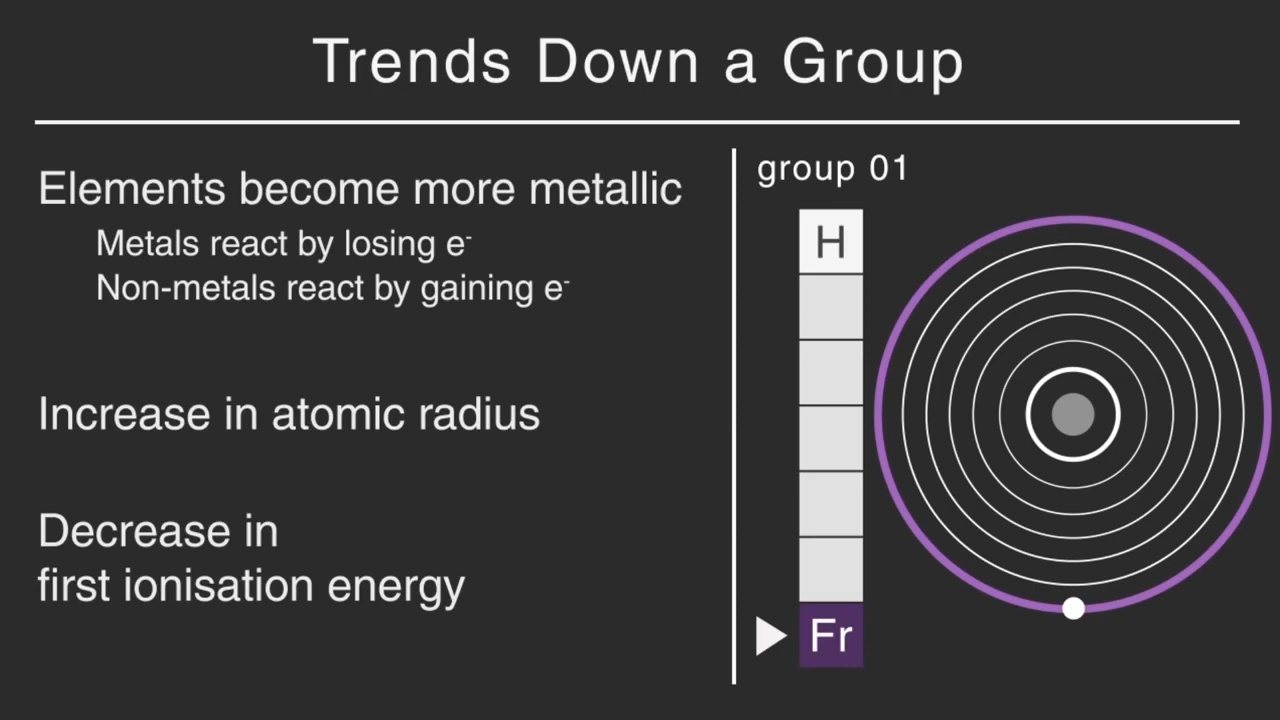 Trends Down a Group
Elements become more metallic
Metals react by losing e⁻
Non-metals react by gaining e⁻
Increase in atomic radius
Decrease in
first ionisation energy
group 01
H
Fr